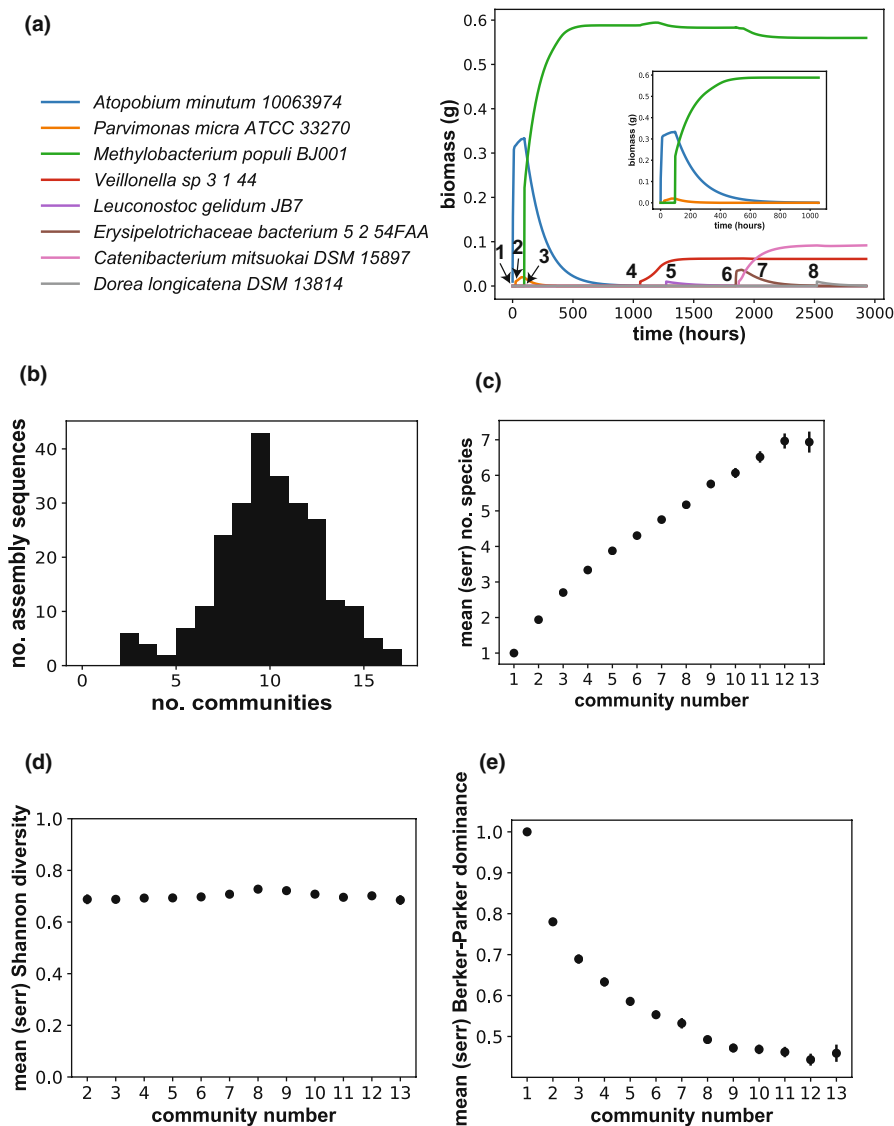 (a)
Atopobium minutum 10063974
Parvimonas micra ATCC 33270
Methylobacterium populi BJ001
Veillonella sp 3 1 44
Leuconostoc gelidum JB7
Erysipelotrichaceae bacterium 5 2 54FAA
Catenibacterium mitsuokai DSM 15897
Dorea longicatena DSM 13814
biomass (g)
0.6
0.5
0.4
0.3
0.2
0.1
0.0
1 2 3 4 5 6 7 8
0 500 1000 1500 2000 2500 3000
time (hours)
biomass (g)
0.6
0.5
0.4
0.3
0.2
0.1
0.0
0 200 400 600 800 1000
time (hours)
(b)
no. assembly sequences
40
30
20
10
0
0 5 10 15
no. communities
(c)
mean (serr) no. species
7
6
5
4
3
2
1
1 2 3 4 5 6 7 8 9 10 11 12 13
community number
(d)
mean (serr) Shannon diversity
1.0
0.8
0.6
0.4
0.2
0.0
2 3 4 5 6 7 8 9 10 11 12 13
community number
(e)
mean (serr) Berker-Parker dominance
1.0
0.9
0.8
0.7
0.6
0.5
1 2 3 4 5 6 7 8 9 10 11 12 13
community number